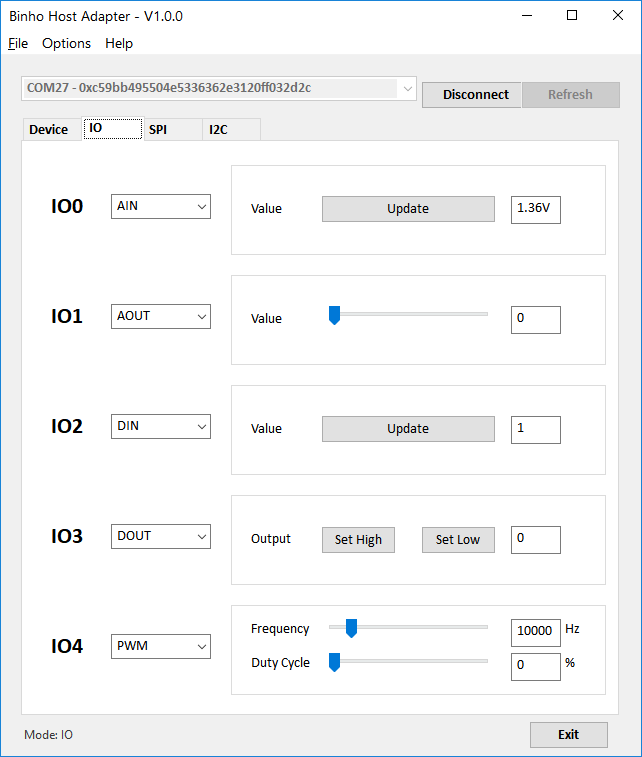 Binho Host Adapter - V1.0.0
File Options Help
COM27 - 0xc59bb495504e5336362e3120ff032d2c
Disconnect Refresh
Device IO SPI I2C
IO0 AIN Value Update 1.36V
IO1 AOUT Value 0
IO2 DIN Value Update 1
IO3 DOUT Output Set High Set Low 0
Frequency 10000 Hz
IO4 PWM
Duty Cycle 0 %
Mode: IO Exit